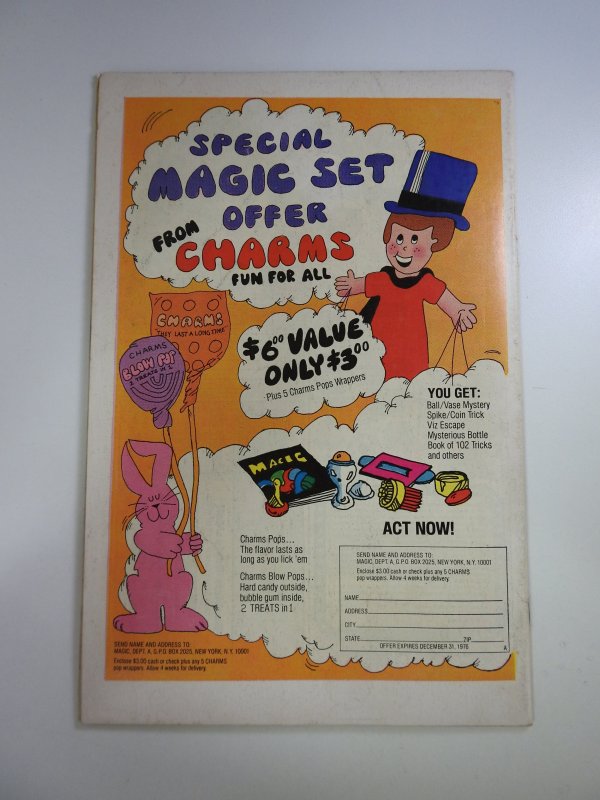 SPECIAL
MAGIC SET
OFFER
FROM
CHARMS
FUN FOR ALL
CHARMS
THEY LAST A LONG TIME
CHARMS
BLOW POP
2 TREATS in 1
$6.00 VALUE
ONLY $3.00
Plus 5 Charms Pops Wrappers
YOU GET:
Ball/Vase Mystery
Spike/Coin Trick
Viz Escape
Mysterious Bottle
Book of 102 Tricks
and others
MAGIC
ACT NOW!
Charms Pops...
The flavor lasts as
long as you lick 'em
Charms Blow Pops...
Hard candy outside,
bubble gum inside,
2 TREATS in 1
SEND NAME AND ADDRESS TO:
MAGIC, DEPT. A, G.P.O. BOX 2025, NEW YORK, N.Y. 10001
Enclose $3.00 cash or check plus any 5 CHARMS
pop wrappers. Allow 4 weeks for delivery.
NAME
ADDRESS
CITY
STATE ZIP
OFFER EXPIRES DECEMBER 31, 1976
A
SEND NAME AND ADDRESS TO:
MAGIC, DEPT. A, G.P.O. BOX 2025, NEW YORK, N.Y. 10001
Enclose $3.00 cash or check plus any 5 CHARMS
pop wrappers. Allow 4 weeks for delivery.